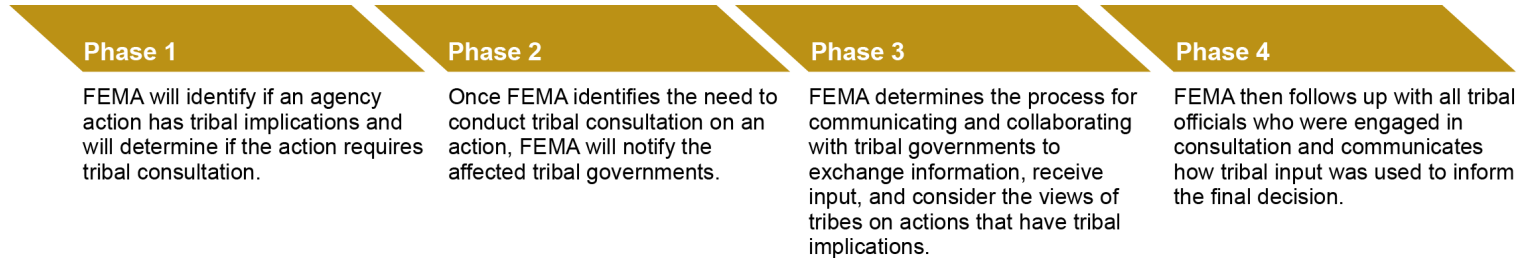 Phase 1
FEMA will identify if an agency
action has tribal implications and
will determine if the action requires
tribal consultation.
Phase 2
Once FEMA identifies the need to
conduct tribal consultation on an
action, FEMA will notify the
affected tribal governments.
Phase 3
FEMA determines the process for
communicating and collaborating
with tribal governments to
exchange information, receive
input, and consider the views of
tribes on actions that have tribal
implications.
Phase 4
FEMA then follows up with all tribal
officials who were engaged in
consultation and communicates
how tribal input was used to inform
the final decision.